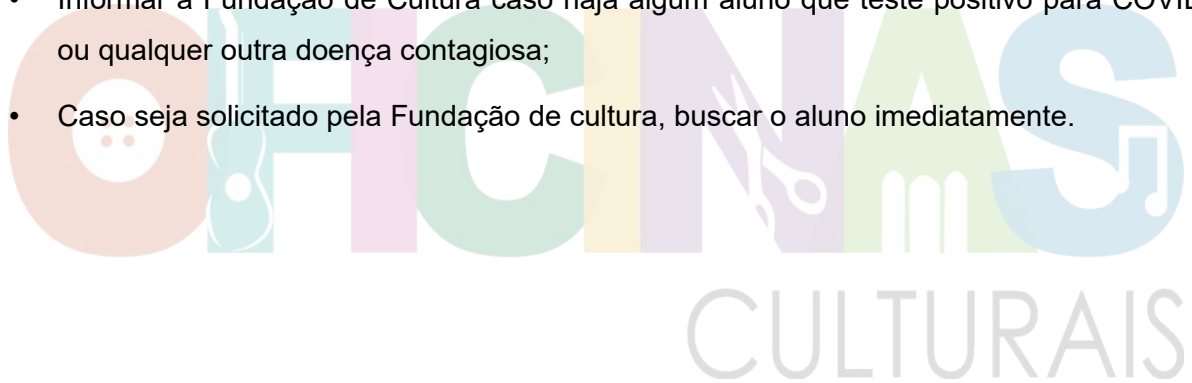 • Informar a Fundação de Cultura caso haja algum aluno que teste positivo para COVID
ou qualquer outra doença contagiosa;
• Caso seja solicitado pela Fundação de cultura, buscar o aluno imediatamente.
OFICINAS
CULTURAIS